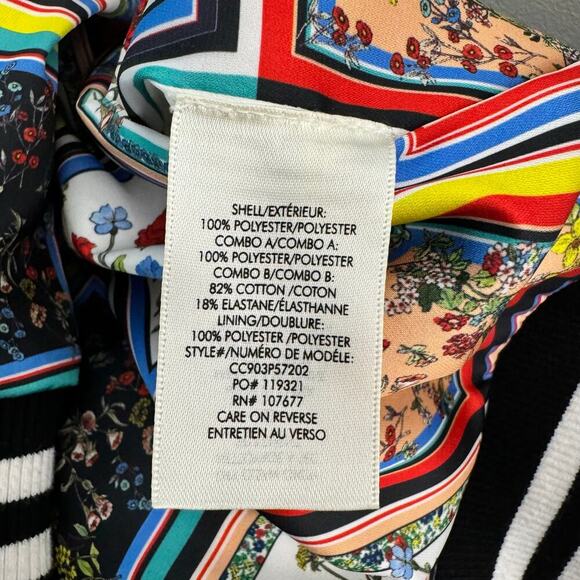 SHELL/EXTÉRIEUR:
100% POLYESTER/POLYESTER
COMBO A/COMBO A:
100% POLYESTER/POLYESTER
COMBO B/COMBO B:
82% COTTON /COTON
18% ELASTANE/ÉLASTHANNE
LINING/DOUBLURE:
100% POLYESTER /POLYESTER
STYLE#/NUMÉRO DE MODÈLE:
CC903P57202
PO# 119321
RN# 107677
CARE ON REVERSE
ENTRETIEN AU VERSO